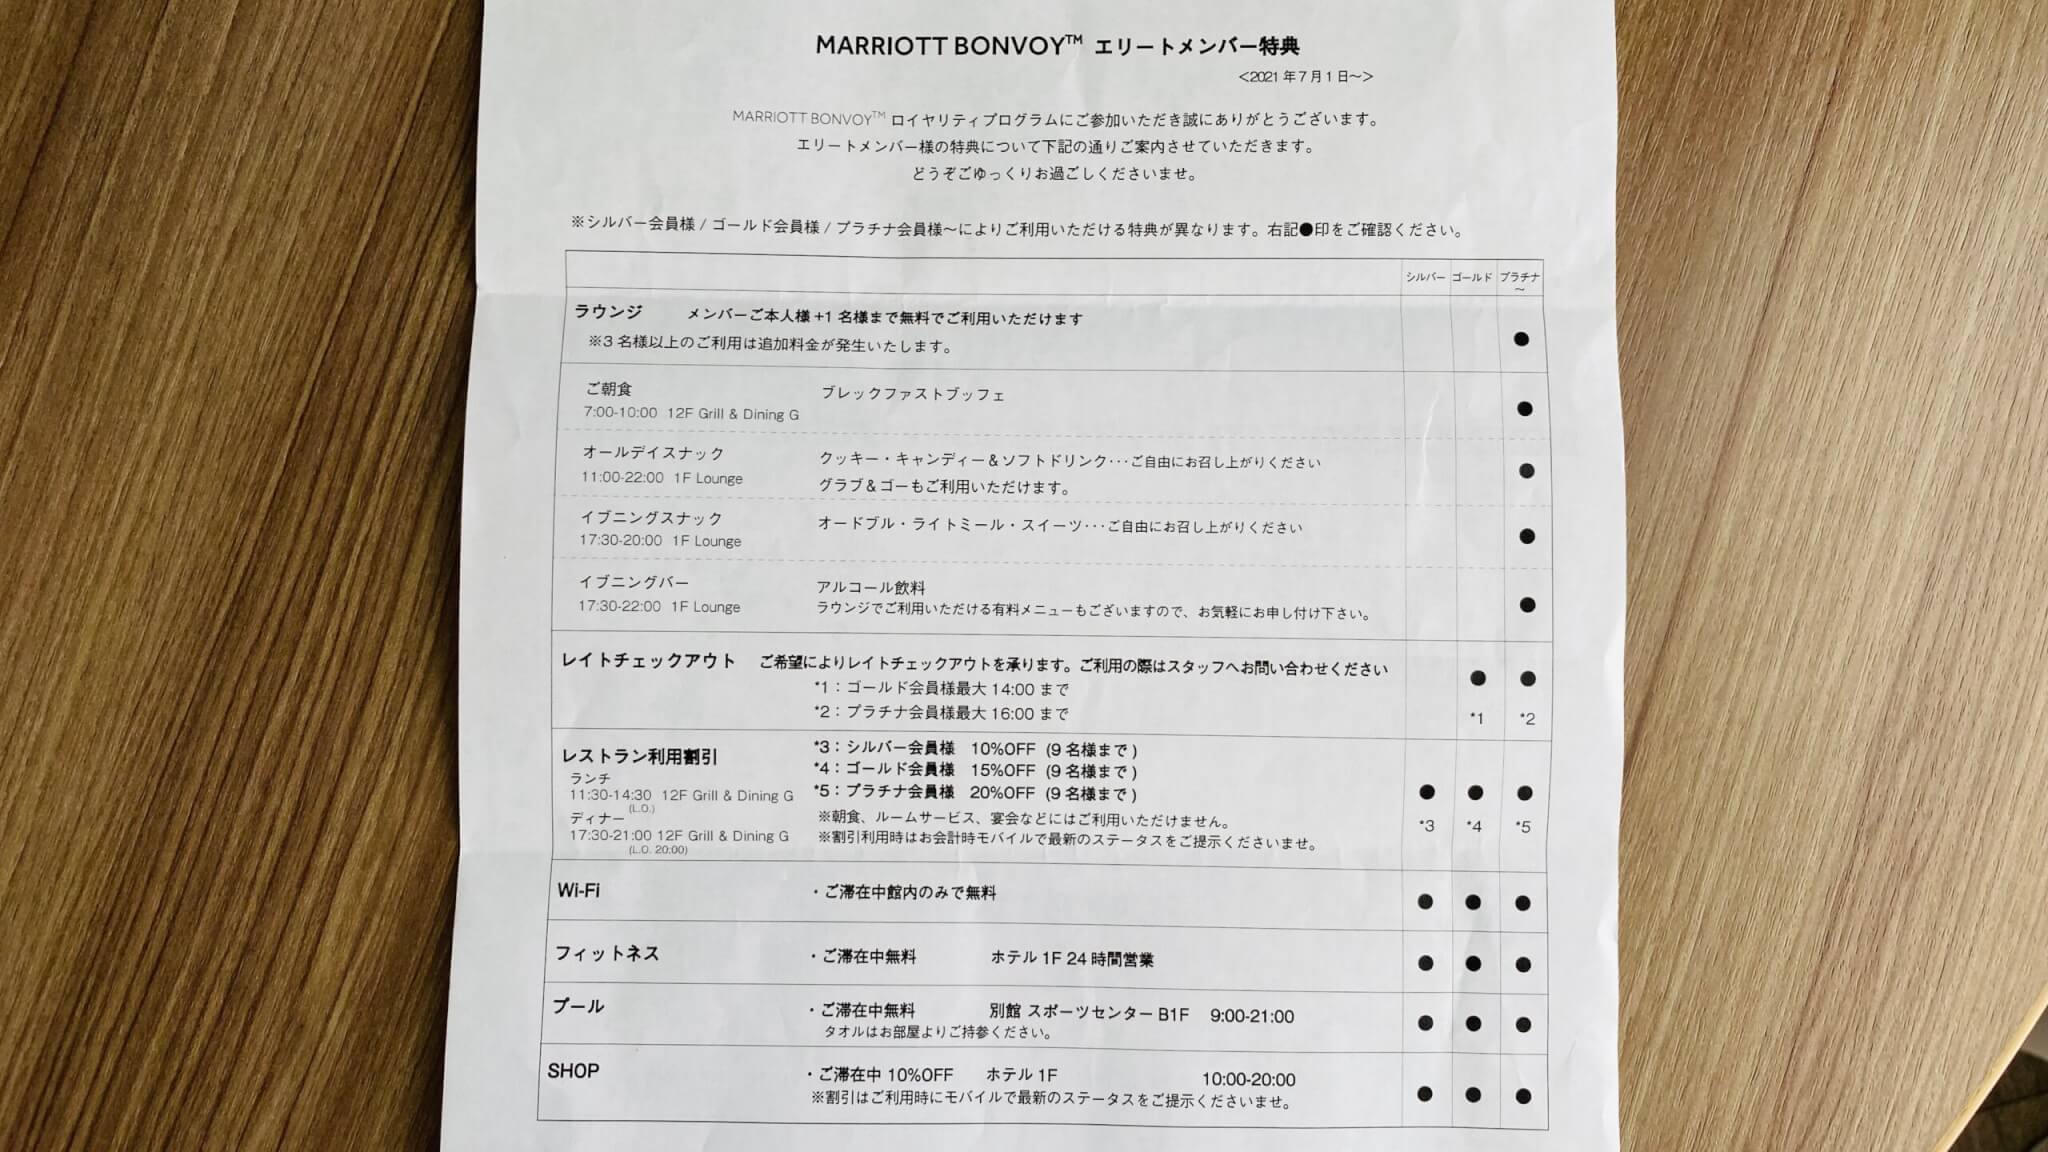 MARRIOTT BONVOY™ エリートメンバー特典
<2021年7月1日～>
MARRIOTT BONVOY™ ロイヤリティプログラムにご参加いただき誠にありがとうございます。
エリートメンバー様の特典について下記の通りご案内させていただきます。
どうぞごゆっくりお過ごしくださいませ。
※シルバー会員様 / ゴールド会員様 / プラチナ会員様～によりご利用いただける特典が異なります。右記●印をご確認ください。
シルバー ゴールド プラチナ～
ラウンジ メンバーご本人様+1名様まで無料でご利用いただけます
※3名様以上のご利用は追加料金が発生いたします。 ●
ご朝食 ブレックファストブッフェ
7:00-10:00 12F Grill & Dining G ●
オールデイスナック クッキー・キャンディー＆ソフトドリンク･･･ご自由にお召し上がりください
11:00-22:00 1F Lounge グラブ＆ゴーもご利用いただけます。 ●
イブニングスナック オードブル・ライトミール・スイーツ･･･ご自由にお召し上がりください
17:30-20:00 1F Lounge ●
イブニングバー アルコール飲料
17:30-22:00 1F Lounge ラウンジでご利用いただける有料メニューもございますので、お気軽にお申し付け下さい。 ●
レイトチェックアウト ご希望によりレイトチェックアウトを承ります。ご利用の際はスタッフへお問い合わせください
*1：ゴールド会員様最大14:00まで ● ●
*2：プラチナ会員様最大16:00まで *1 *2
レストラン利用割引 *3：シルバー会員様 10%OFF (9名様まで)
ランチ *4：ゴールド会員様 15%OFF (9名様まで)
11:30-14:30 12F Grill & Dining G *5：プラチナ会員様 20%OFF (9名様まで) ● ● ●
(L.O.)
ディナー ※朝食、ルームサービス、宴会などにはご利用いただけません。 *3 *4 *5
17:30-21:00 12F Grill & Dining G ※割引利用時はお会計時モバイルで最新のステータスをご提示くださいませ。
(L.O. 20:00)
Wi-Fi ・ご滞在中館内のみで無料 ● ● ●
フィットネス ・ご滞在中無料 ホテル1F 24時間営業 ● ● ●
プール ・ご滞在中無料 別館 スポーツセンター B1F 9:00-21:00 ● ● ●
タオルはお部屋よりご持参ください。
SHOP ・ご滞在中10%OFF ホテル1F 10:00-20:00 ● ● ●
※割引はご利用時にモバイルで最新のステータスをご提示くださいませ。